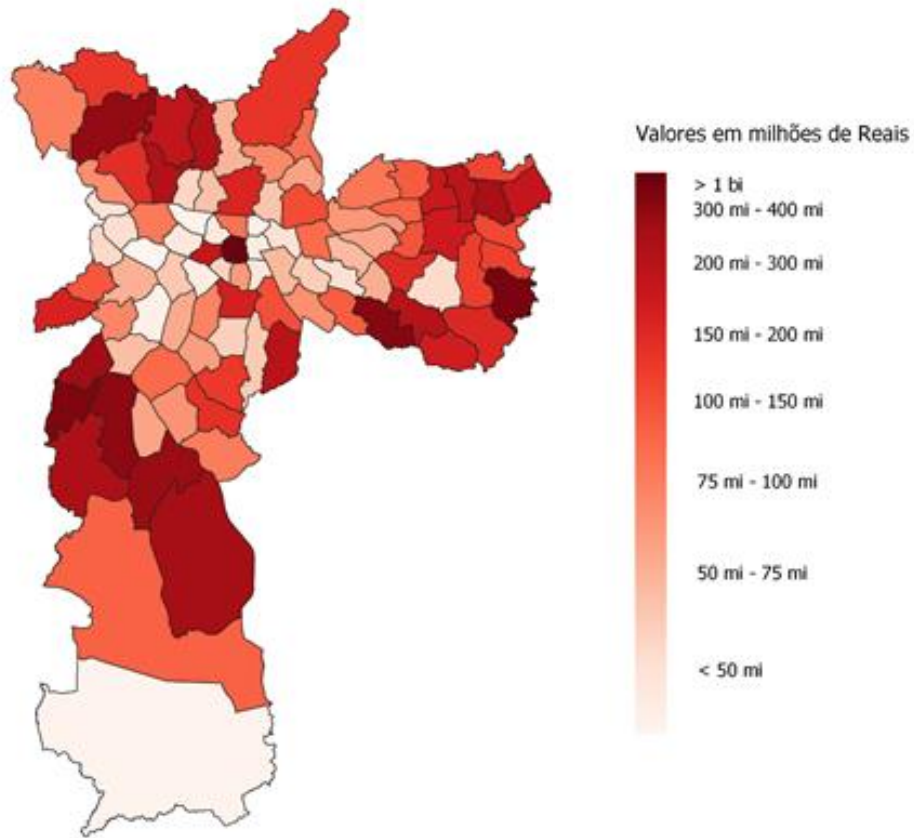 Valores em milhões de Reais
> 1 bi
300 mi - 400 mi
200 mi - 300 mi
150 mi - 200 mi
100 mi - 150 mi
75 mi - 100 mi
50 mi - 75 mi
< 50 mi